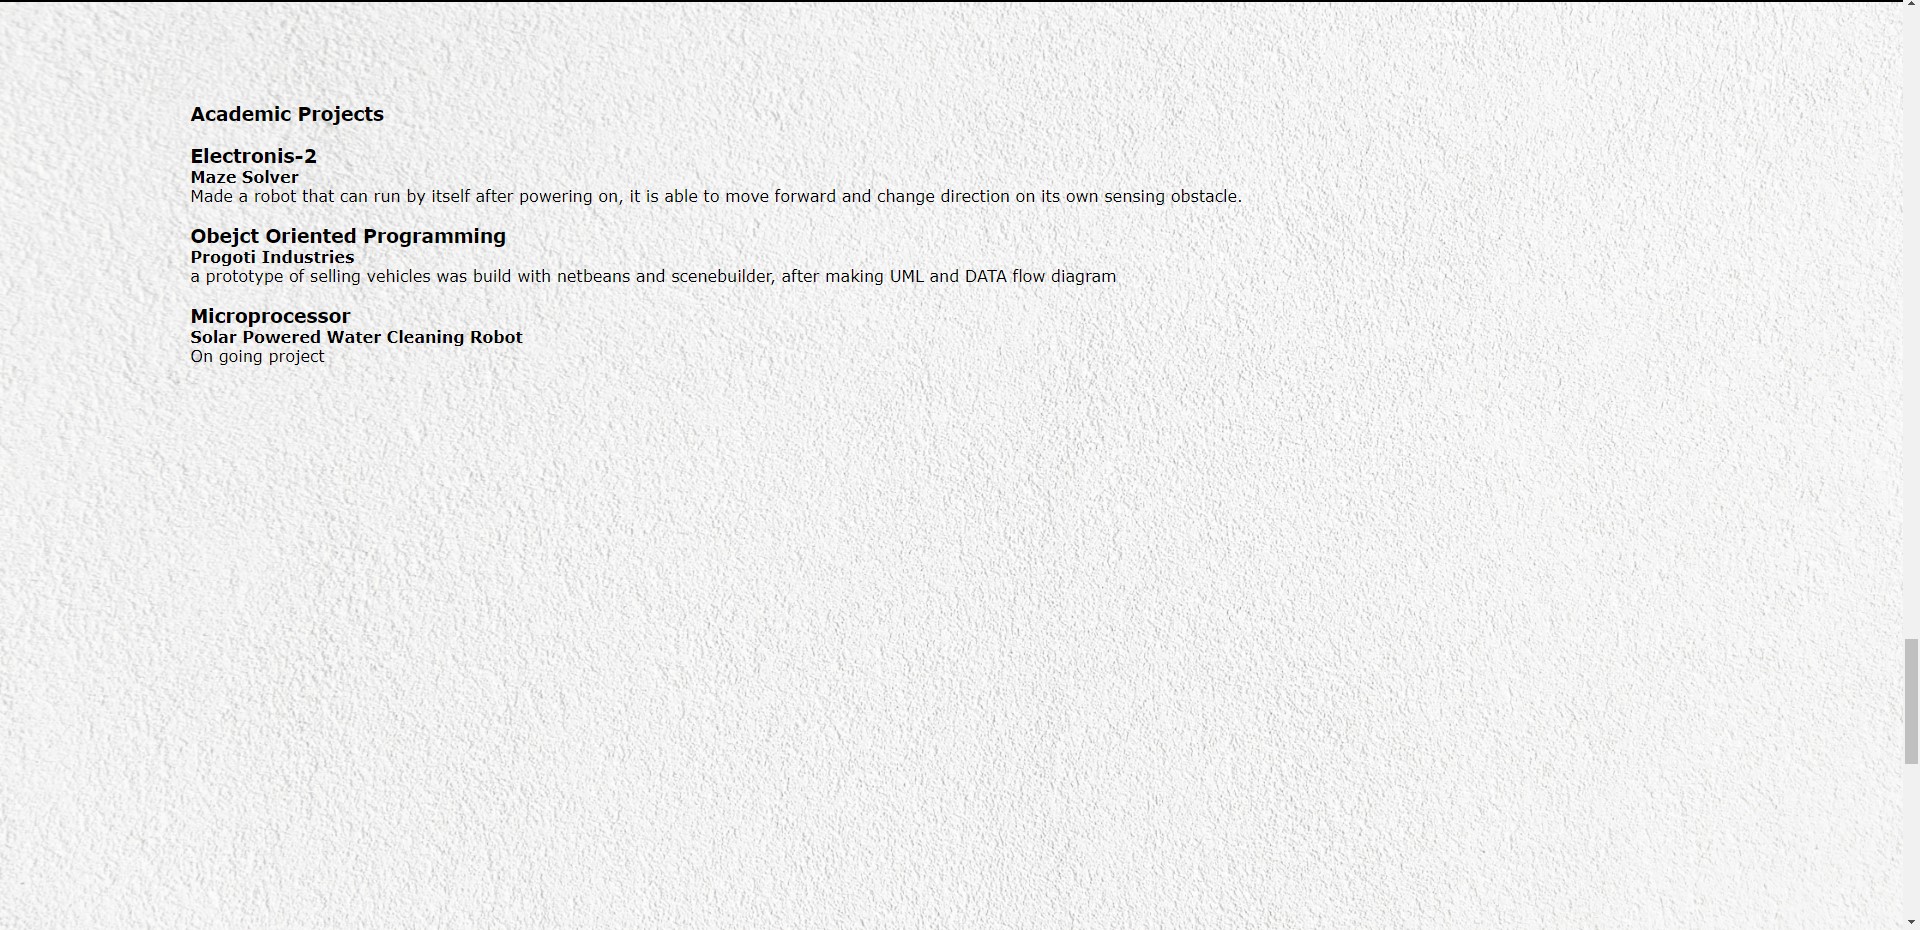 Academic Projects
Electronis-2
Maze Solver
Made a robot that can run by itself after powering on, it is able to move forward and change direction on its own sensing obstacle.
Obejct Oriented Programming
Progoti Industries
a prototype of selling vehicles was build with netbeans and scenebuilder, after making UML and DATA flow diagram
Microprocessor
Solar Powered Water Cleaning Robot
On going project